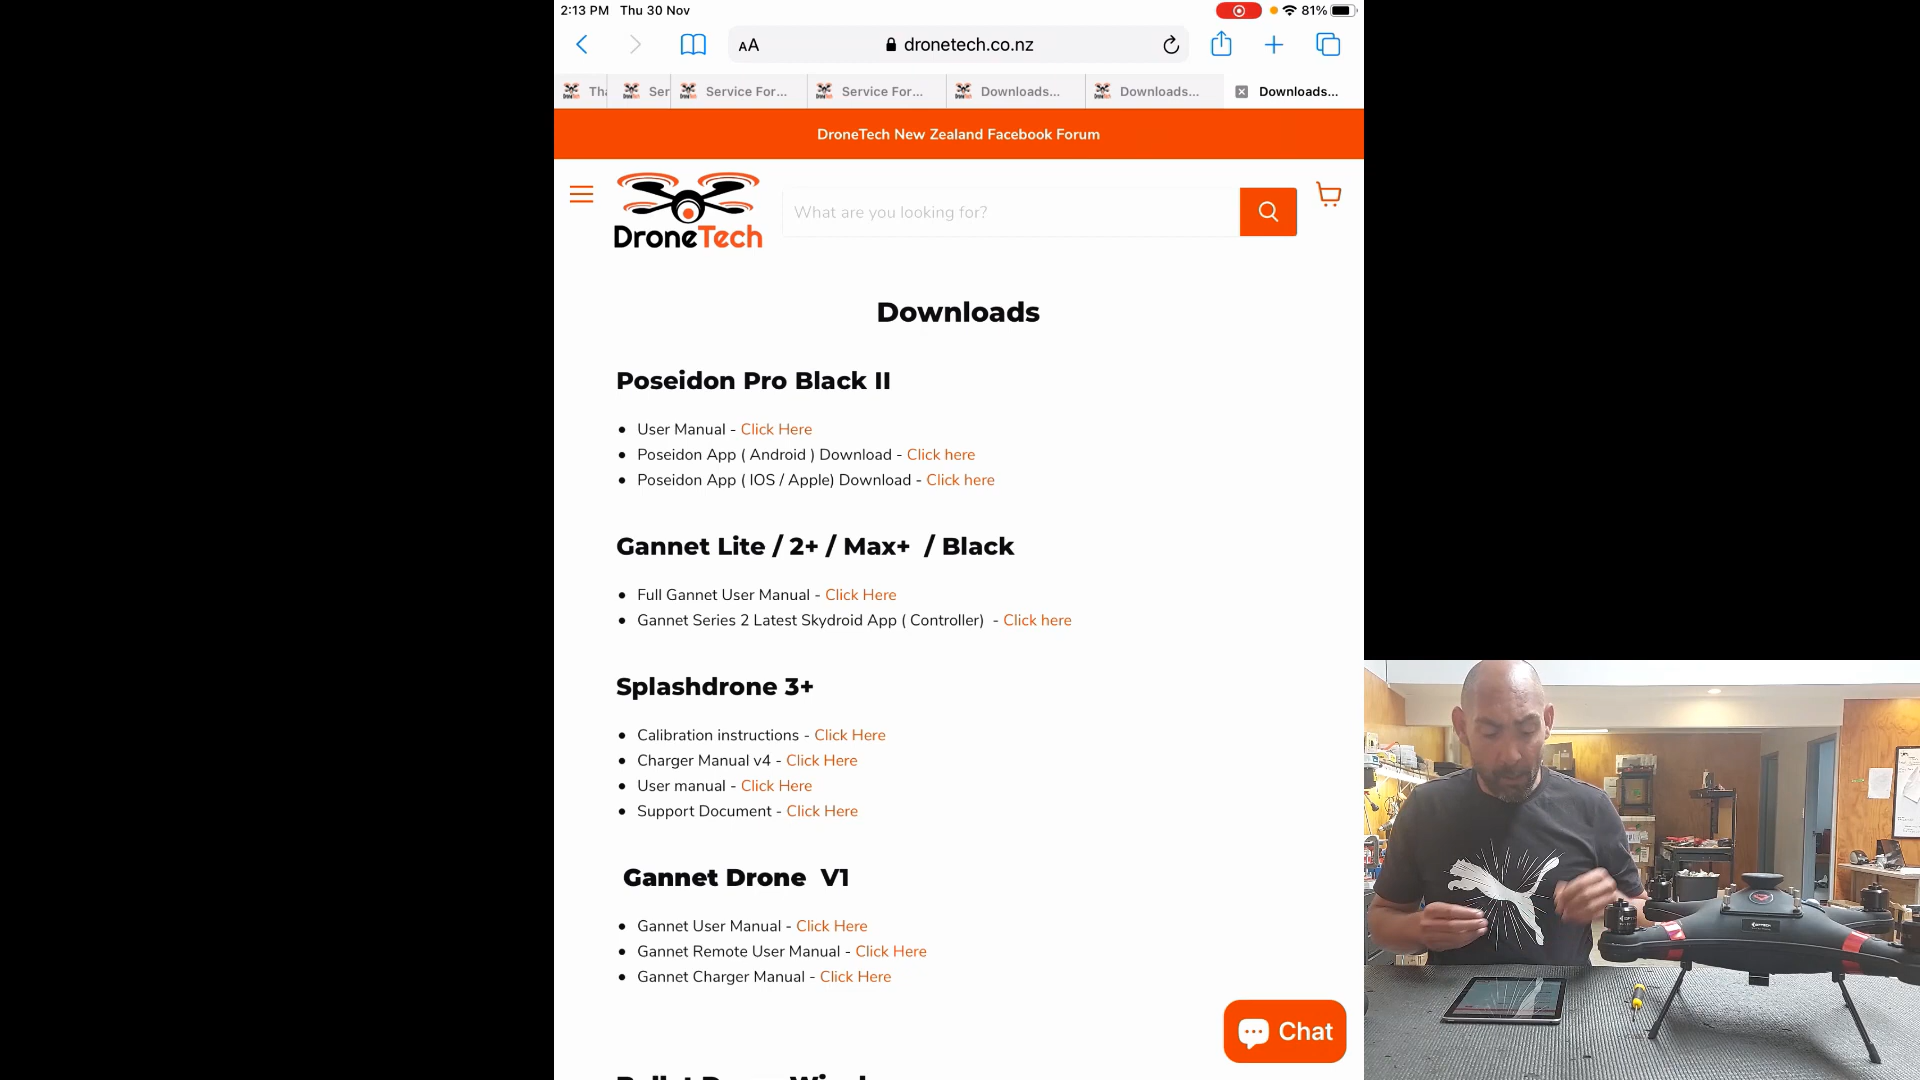 2:13 PM Thu 30 Nov
81%
AA
dronetech.co.nz
Tha
Ser
Service For...
Service For...
Downloads...
Downloads...
Downloads...
DroneTech New Zealand Facebook Forum
DroneTech
What are you looking for?
Downloads
Poseidon Pro Black II
User Manual - Click Here
Poseidon App ( Android ) Download - Click here
Poseidon App ( IOS / Apple) Download - Click here
Gannet Lite / 2+ / Max+ / Black
Full Gannet User Manual - Click Here
Gannet Series 2 Latest Skydroid App ( Controller) - Click here
Splashdrone 3+
Calibration instructions - Click Here
Charger Manual v4 - Click Here
User manual - Click Here
Support Document - Click Here
Gannet Drone V1
Gannet User Manual - Click Here
Gannet Remote User Manual - Click Here
Gannet Charger Manual - Click Here
Chat